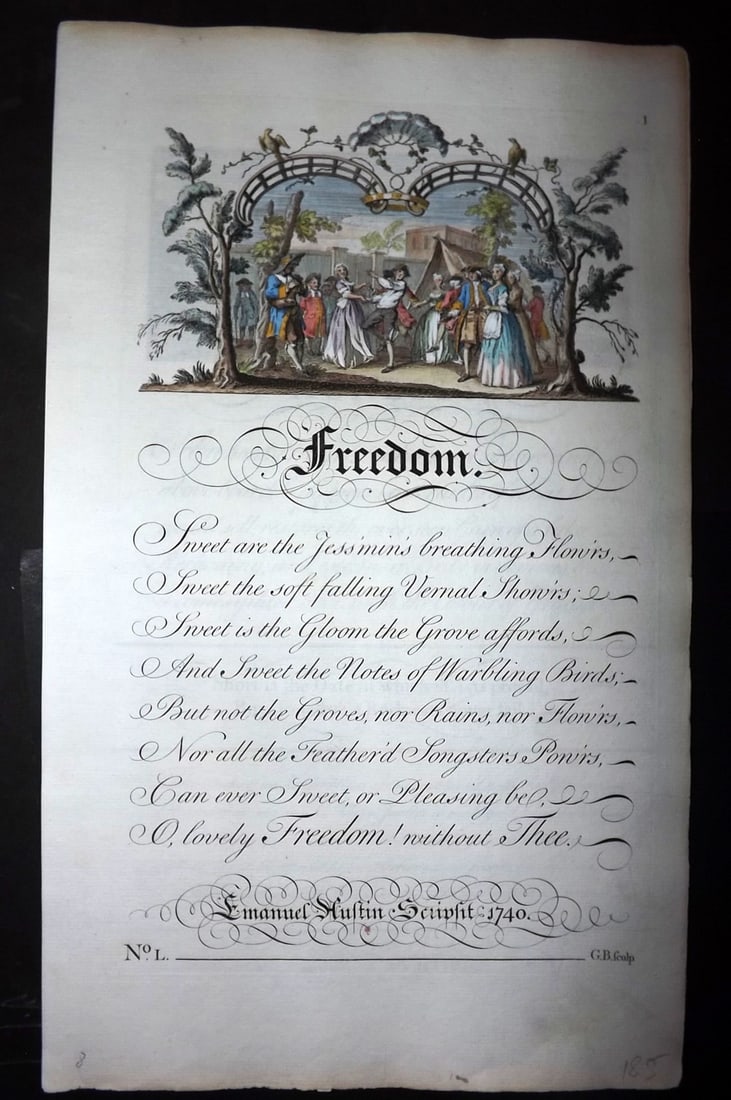 1
Freedom.
Sweet are the Jess'min's breathing Flow'rs,
Sweet the soft falling Vernal Show'rs;
Sweet is the Gloom the Grove affords,
And Sweet the Notes of Warbling Birds;
But not the Groves, nor Rains, nor Flow'rs,
Nor all the Feather'd Songsters Pow'rs,
Can ever Sweet, or Pleasing be,
O, lovely Freedom! without Thee.
Emanuel Austin Scripsit 1740.
No. L. G.B. sculp
8 185